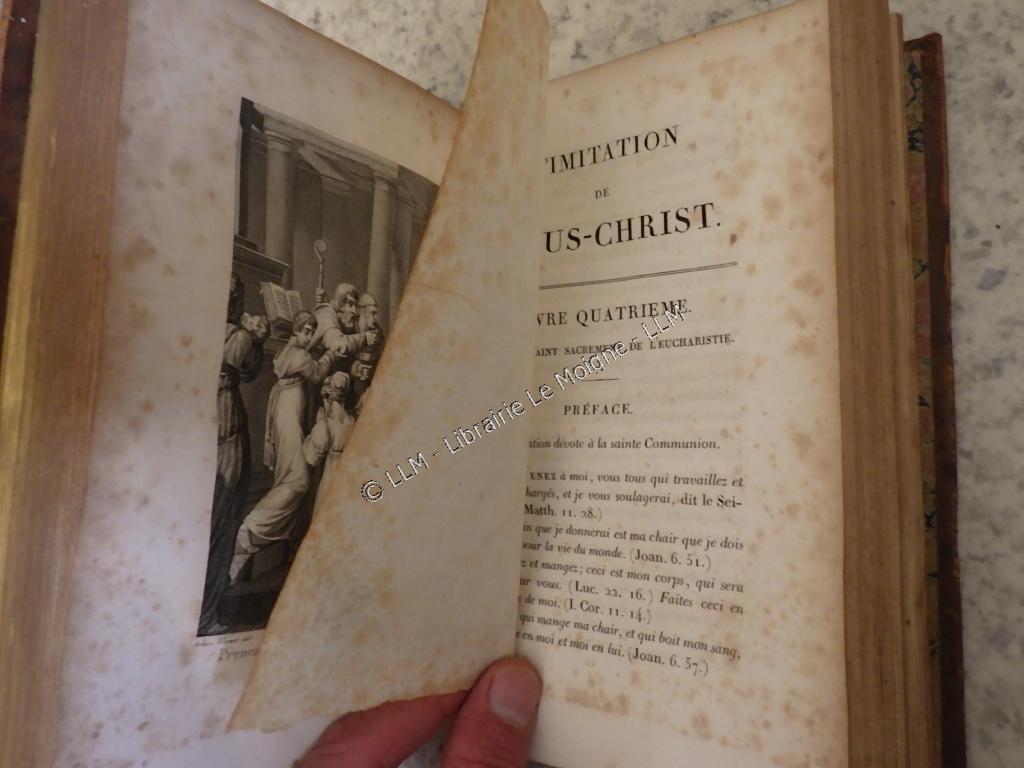 'IMITATION
DE
US-CHRIST.
VRE QUATRIEME.
AINT SACREMENT DE L'EUCHARISTIE.
PRÉFACE.
ation dévote à la sainte Communion.
VENEZ à moi, vous tous qui travaillez et
hargés, et je vous soulagerai, dit le Sei-
Matth. 11. 28.)
in que je donnerai est ma chair que je dois
our la vie du monde. (Joan. 6. 51.)
z et mangez; ceci est mon corps, qui sera
ur vous. (Luc. 22. 16.) Faites ceci en
e de moi. (I. Cor. 11. 14.)
qui mange ma chair, et qui boit mon sang,
e en moi et moi en lui. (Joan. 6. 57.)
Prenez
© LLM - Librairie Le Moigne - LLM